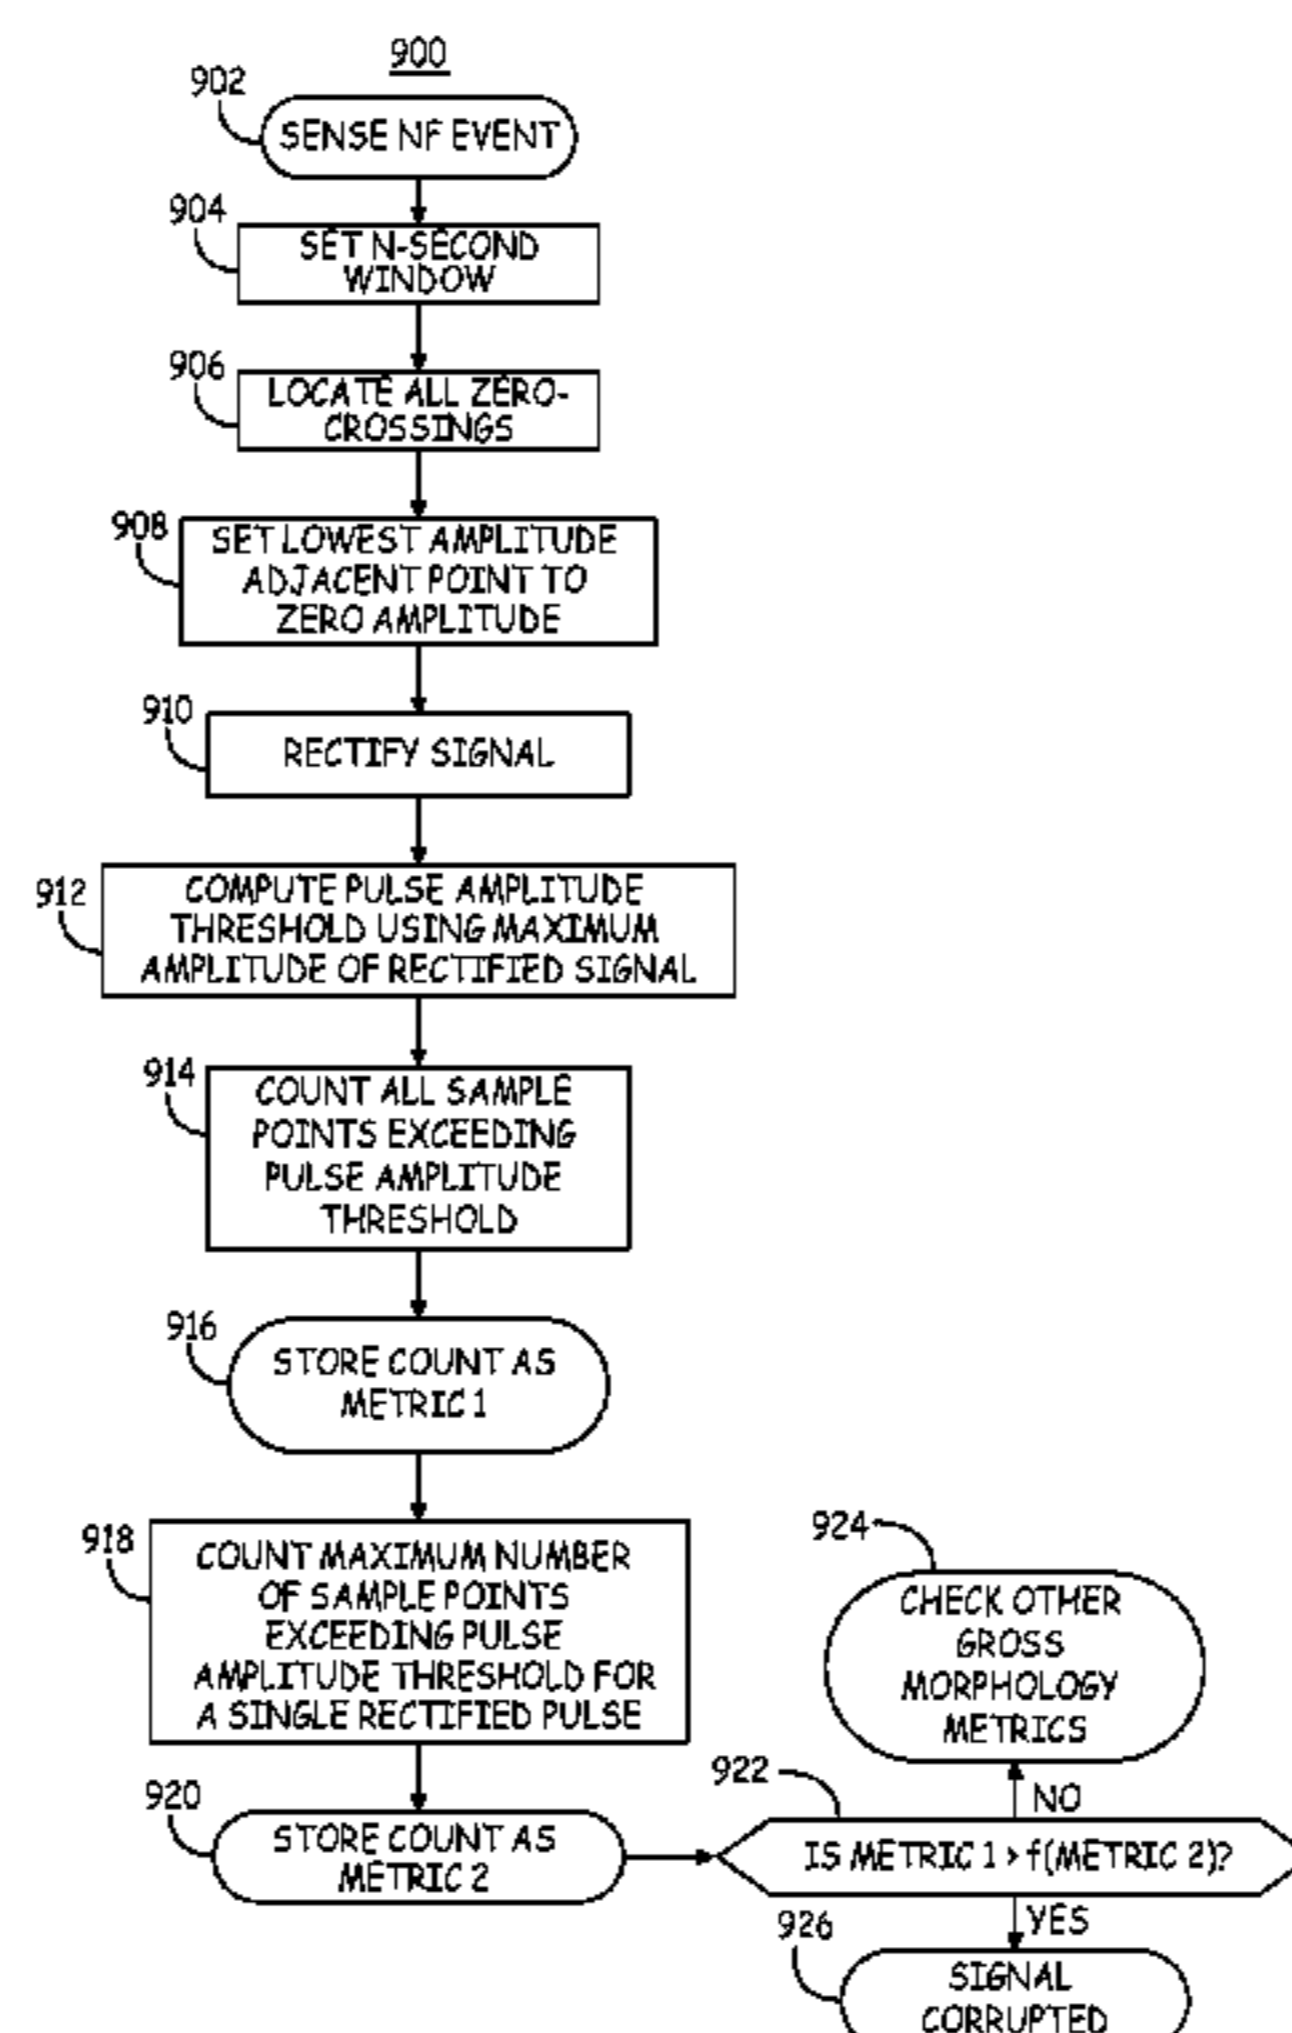 900
902
SENSE NF EVENT
904
SET N-SECOND
WINDOW
906
LOCATE ALL ZERO-
CROSSINGS
908
SET LOWEST AMPLITUDE
ADJACENT POINT TO
ZERO AMPLITUDE
910
RECTIFY SIGNAL
912
COMPUTE PULSE AMPLITUDE
THRESHOLD USING MAXIMUM
AMPLITUDE OF RECTIFIED SIGNAL
914
COUNT ALL SAMPLE
POINTS EXCEEDING
PULSE AMPLITUDE
THRESHOLD
916
STORE COUNT AS
METRIC 1
918
COUNT MAXIMUM NUMBER
OF SAMPLE POINTS
EXCEEDING PULSE
AMPLITUDE THRESHOLD FOR
A SINGLE RECTIFIED PULSE
920
STORE COUNT AS
METRIC 2
924
CHECK OTHER
GROSS
MORPHOLOGY
METRICS
922
NO
IS METRIC 1 > f(METRIC 2)?
YES
926
SIGNAL
CORRUPTED